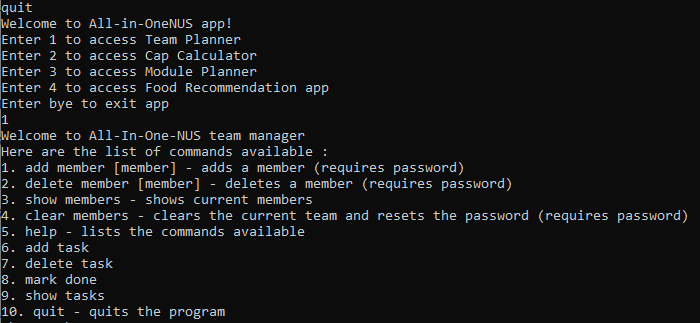 quit
Welcome to All-in-OneNUS app!
Enter 1 to access Team Planner
Enter 2 to access Cap Calculator
Enter 3 to access Module Planner
Enter 4 to access Food Recommendation app
Enter bye to exit app
1
Welcome to All-In-One-NUS team manager
Here are the list of commands available :
1. add member [member] - adds a member (requires password)
2. delete member [member] - deletes a member (requires password)
3. show members - shows current members
4. clear members - clears the current team and resets the password (requires password)
5. help - lists the commands available
6. add task
7. delete task
8. mark done
9. show tasks
10. quit - quits the program